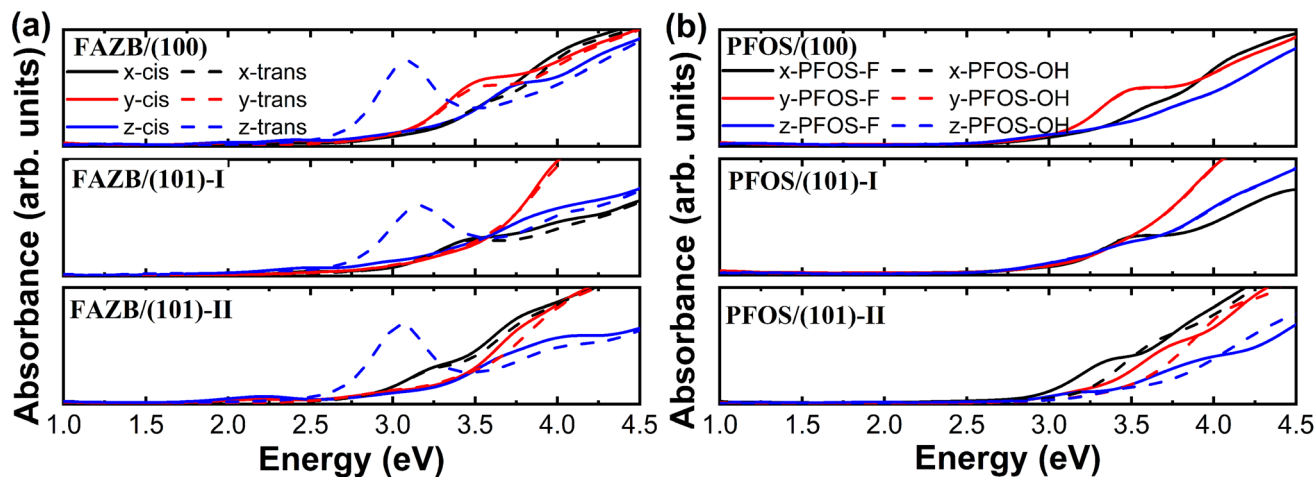 (a)
FAZB/(100)
x-cis x-trans
y-cis y-trans
z-cis z-trans
FAZB/(101)-I
FAZB/(101)-II
Absorbance (arb. units)
1.0 1.5 2.0 2.5 3.0 3.5 4.0 4.5
Energy (eV)
(b)
PFOS/(100)
x-PFOS-F x-PFOS-OH
y-PFOS-F y-PFOS-OH
z-PFOS-F z-PFOS-OH
PFOS/(101)-I
PFOS/(101)-II
Absorbance (arb. units)
1.0 1.5 2.0 2.5 3.0 3.5 4.0 4.5
Energy (eV)